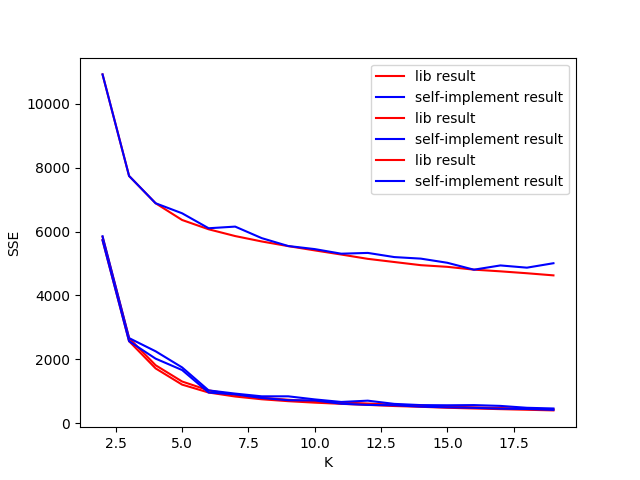 lib result
self-implement result
lib result
self-implement result
lib result
self-implement result
10000
8000
6000
4000
2000
0
SSE
2.5 5.0 7.5 10.0 12.5 15.0 17.5
K